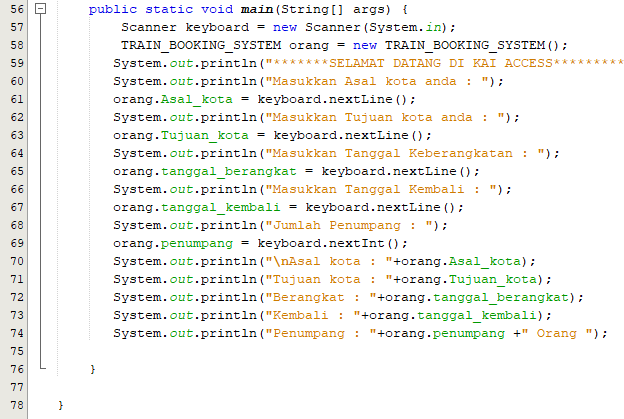 56 public static void main(String[] args) {
57 Scanner keyboard = new Scanner(System.in);
58 TRAIN_BOOKING_SYSTEM orang = new TRAIN_BOOKING_SYSTEM();
59 System.out.println("*******SELAMAT DATANG DI KAI ACCESS*********
60 System.out.println("Masukkan Asal kota anda : ");
61 orang.Asal_kota = keyboard.nextLine();
62 System.out.println("Masukkan Tujuan kota anda : ");
63 orang.Tujuan_kota = keyboard.nextLine();
64 System.out.println("Masukkan Tanggal Keberangkatan : ");
65 orang.tanggal_berangkat = keyboard.nextLine();
66 System.out.println("Masukkan Tanggal Kembali : ");
67 orang.tanggal_kembali = keyboard.nextLine();
68 System.out.println("Jumlah Penumpang : ");
69 orang.penumpang = keyboard.nextInt();
70 System.out.println("\nAsal kota : "+orang.Asal_kota);
71 System.out.println("Tujuan kota : "+orang.Tujuan_kota);
72 System.out.println("Berangkat : "+orang.tanggal_berangkat);
73 System.out.println("Kembali : "+orang.tanggal_kembali);
74 System.out.println("Penumpang : "+orang.penumpang +" Orang ");
75
76 }
77
78 }